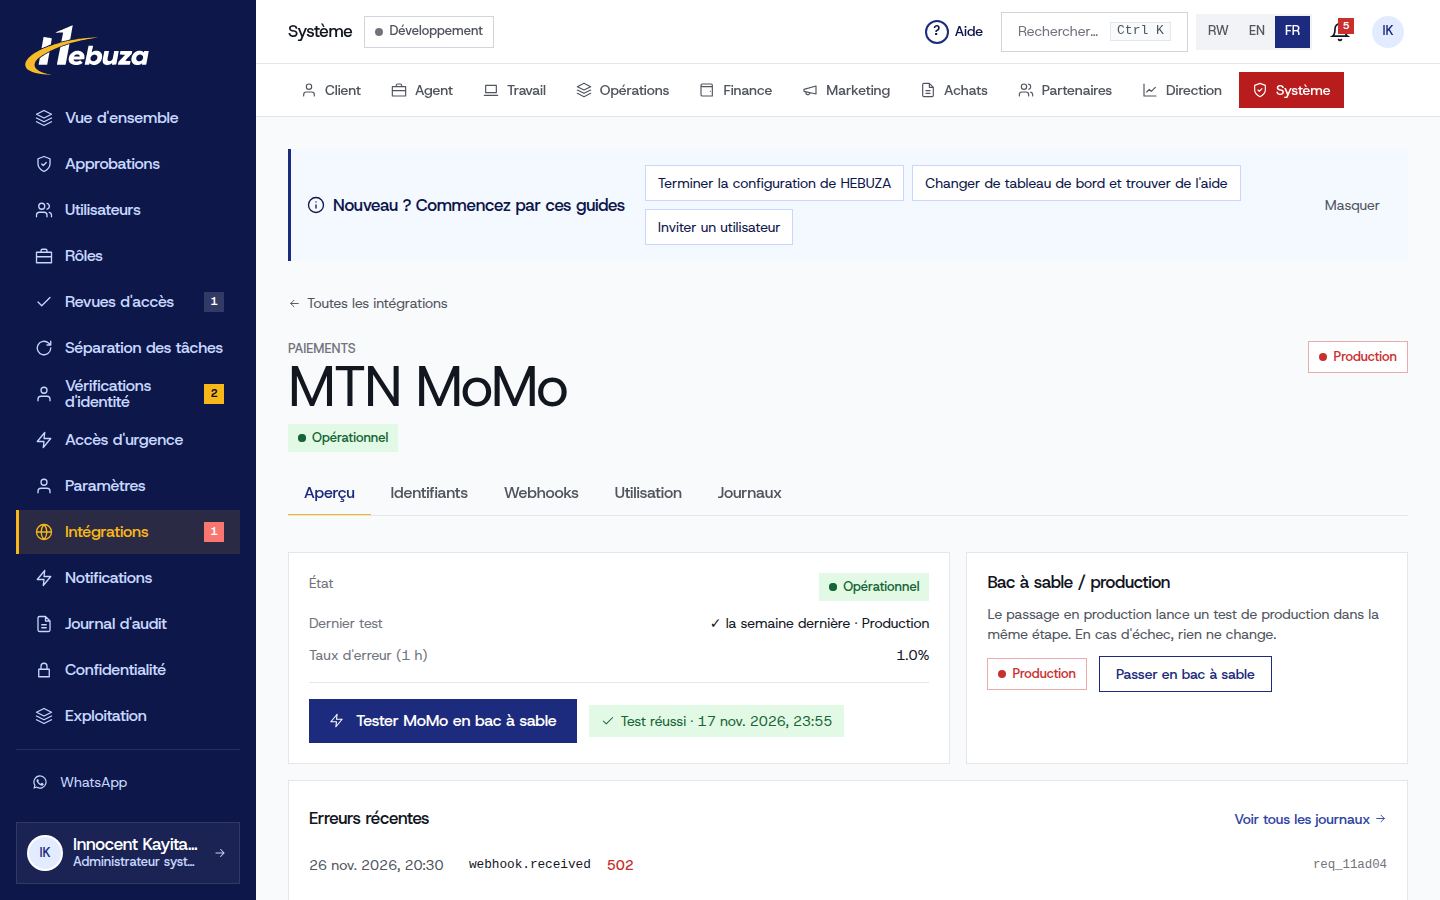 Hebuza
Vue d'ensemble
Approbations
Utilisateurs
Rôles
Revues d'accès 1
Séparation des tâches
Vérifications
d'identité 2
Accès d'urgence
Paramètres
Intégrations 1
Notifications
Journal d'audit
Confidentialité
Exploitation
WhatsApp
IK
Innocent Kayita...
Administrateur syst...
Système Développement
? Aide Rechercher... Ctrl K RW EN FR 5 IK
Client Agent Travail Opérations Finance Marketing Achats Partenaires Direction Système
Nouveau ? Commencez par ces guides
Terminer la configuration de HEBUZA Changer de tableau de bord et trouver de l'aide
Inviter un utilisateur
Masquer
← Toutes les intégrations
PAIEMENTS
MTN MoMo
Production
Opérationnel
Aperçu Identifiants Webhooks Utilisation Journaux
État Opérationnel
Dernier test ✓ la semaine dernière · Production
Taux d'erreur (1 h) 1.0%
Tester MoMo en bac à sable ✓ Test réussi · 17 nov. 2026, 23:55
Bac à sable / production
Le passage en production lance un test de production dans la
même étape. En cas d'échec, rien ne change.
Production Passer en bac à sable
Erreurs récentes Voir tous les journaux →
26 nov. 2026, 20:30 webhook.received 502 req_11ad04